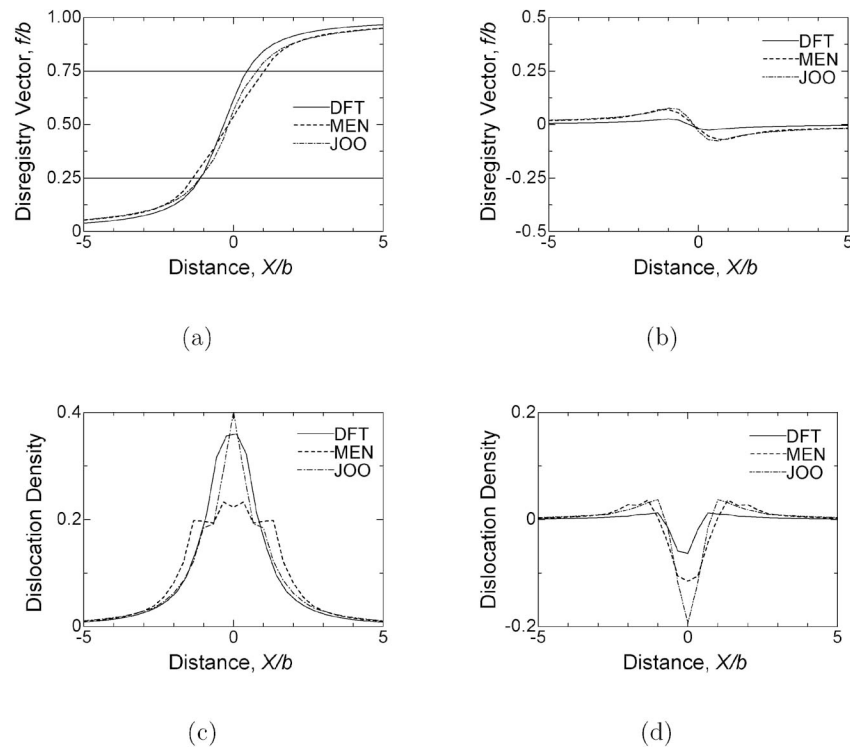 1.00
0.75
0.50
0.25
0
-5
0
5
Disregistry Vector, f/b
Distance, X/b
DFT
MEN
JOO
(a)
0.5
0.25
0
-0.25
-0.5
-5
0
5
Disregistry Vector, f/b
Distance, X/b
DFT
MEN
JOO
(b)
0.4
0.2
0
-5
0
5
Dislocation Density
Distance, X/b
DFT
MEN
JOO
(c)
0.2
0
-0.2
-5
0
5
Dislocation Density
Distance, X/b
DFT
MEN
JOO
(d)